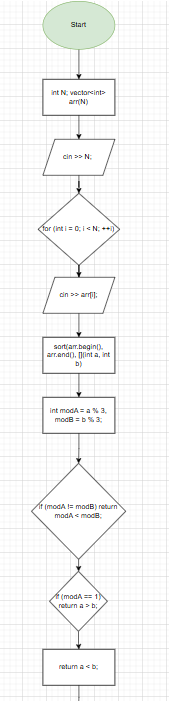 Start
int N; vector<int>
arr(N)
cin >> N;
for (int i = 0; i < N; ++i)
cin >> arr[i];
sort(arr.begin(),
arr.end(), [](int a, int
b)
int modA = a % 3,
modB = b % 3;
if (modA != modB) return
modA < modB;
if (modA == 1)
return a > b;
return a < b;